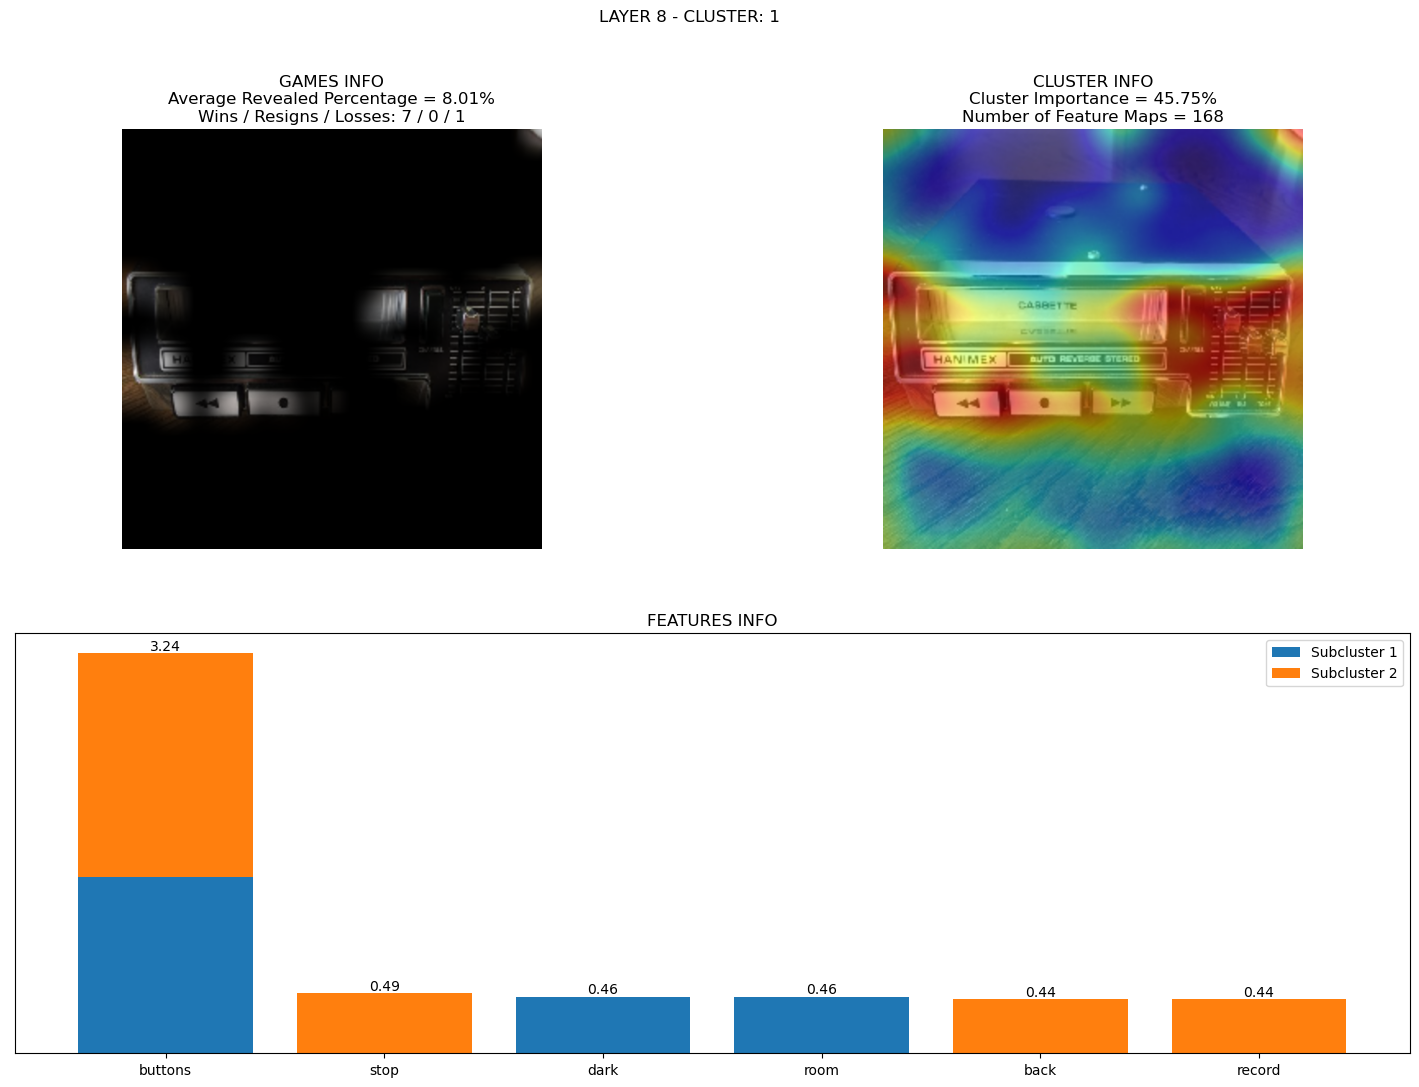 LAYER 8 - CLUSTER: 1
GAMES INFO
Average Revealed Percentage = 8.01%
Wins / Resigns / Losses: 7 / 0 / 1
CLUSTER INFO
Cluster Importance = 45.75%
Number of Feature Maps = 168
CASSETTE
HANIMEX AUTO REVERSE STEREO
FEATURES INFO
Subcluster 1
Subcluster 2
3.24
0.49
0.46
0.46
0.44
0.44
buttons stop dark room back record